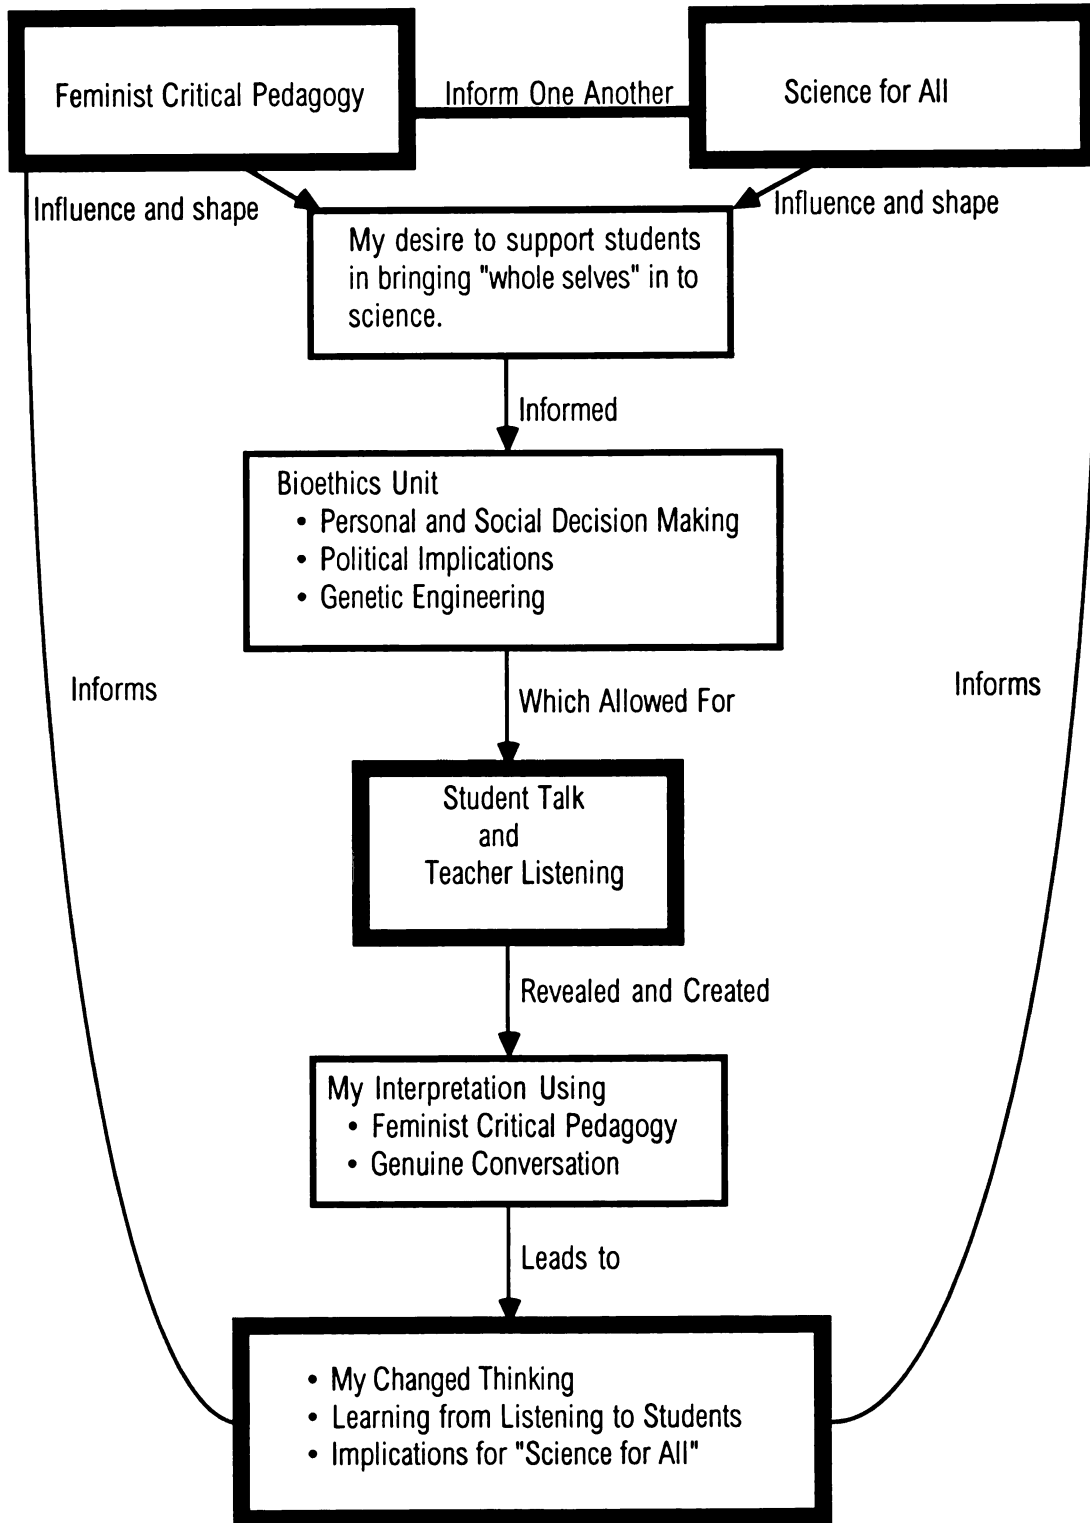 Feminist Critical Pedagogy
Inform One Another
Science for All
Influence and shape
Influence and shape
My desire to support students
in bringing "whole selves" in to
science.
Informed
Bioethics Unit
• Personal and Social Decision Making
• Political Implications
• Genetic Engineering
Informs
Informs
Which Allowed For
Student Talk
and
Teacher Listening
Revealed and Created
My Interpretation Using
• Feminist Critical Pedagogy
• Genuine Conversation
Leads to
• My Changed Thinking
• Learning from Listening to Students
• Implications for "Science for All"